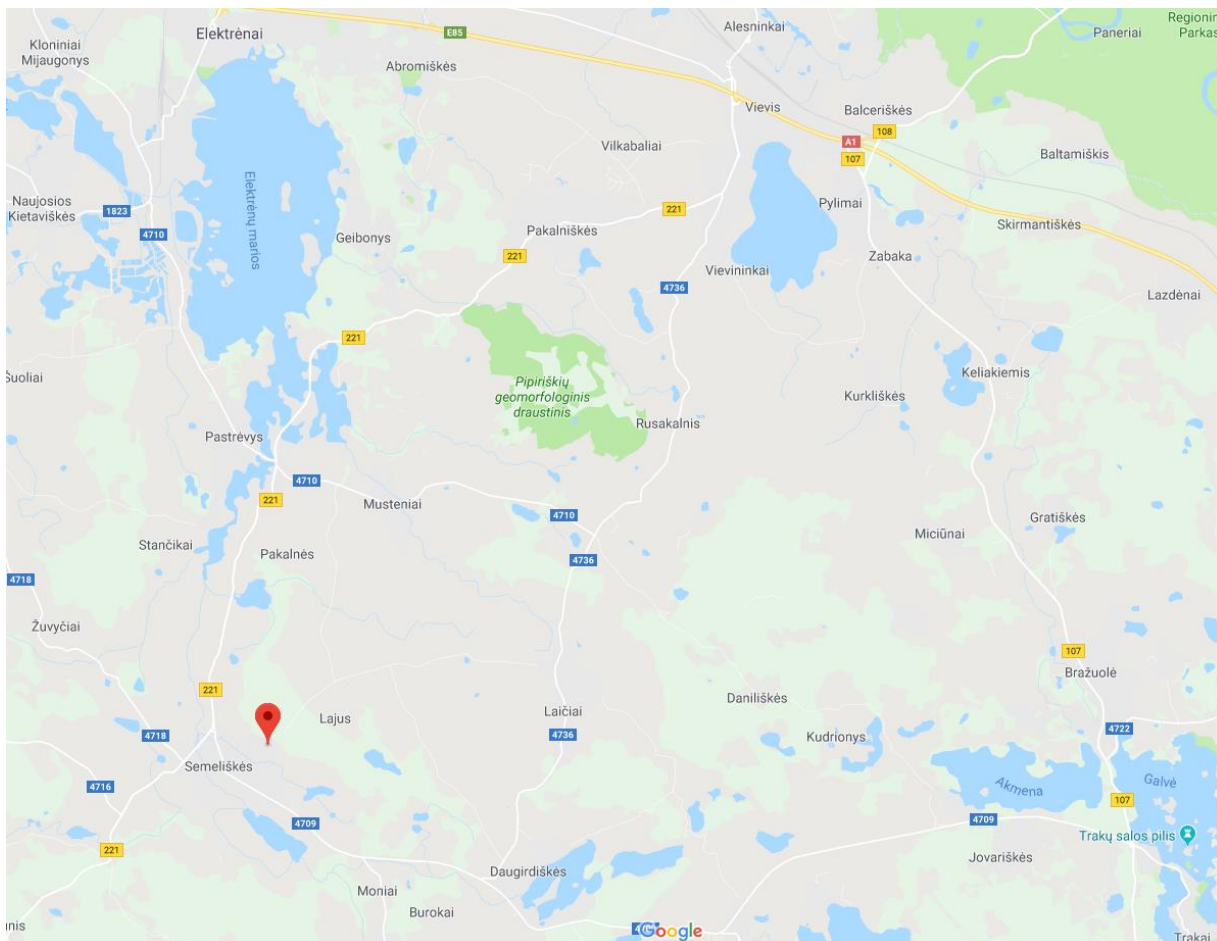 Kloniniai
Mijaugonys
Elektrėnai
E85
Alesninkai
Regionin
Parkas
Paneriai
Abromiškės
Vievis
Balceriškės
108
A1
107
Vilkabaliai
Baltamiškis
Naujosios
Kietaviškės
1823
4710
Elektrėnų marios
Geibonys
221
Pakalniškės
221
Pylimai
Skirmantiškės
Vievininkai
Zabaka
4736
Lazdėnai
221
Šuoliai
Pipiriškių
geomorfologinis
draustinis
Keliakiemis
Kurkliškės
Rusakalnis
Pastrėvys
4710
221
Musteniai
4710
Gratiškės
Miciūnai
Stančikai
Pakalnės
4736
4718
Žuvyčiai
107
Bražuolė
221
Lajus
Laičiai
Daniliškės
4718
4736
Kudrionys
4722
Semeliškės
4716
Akmena
Galvė
107
4709
4709
Trakų salos pilis
221
Jovariškės
Daugirdiškės
Moniai
Burokai
nis
Google
Trakai